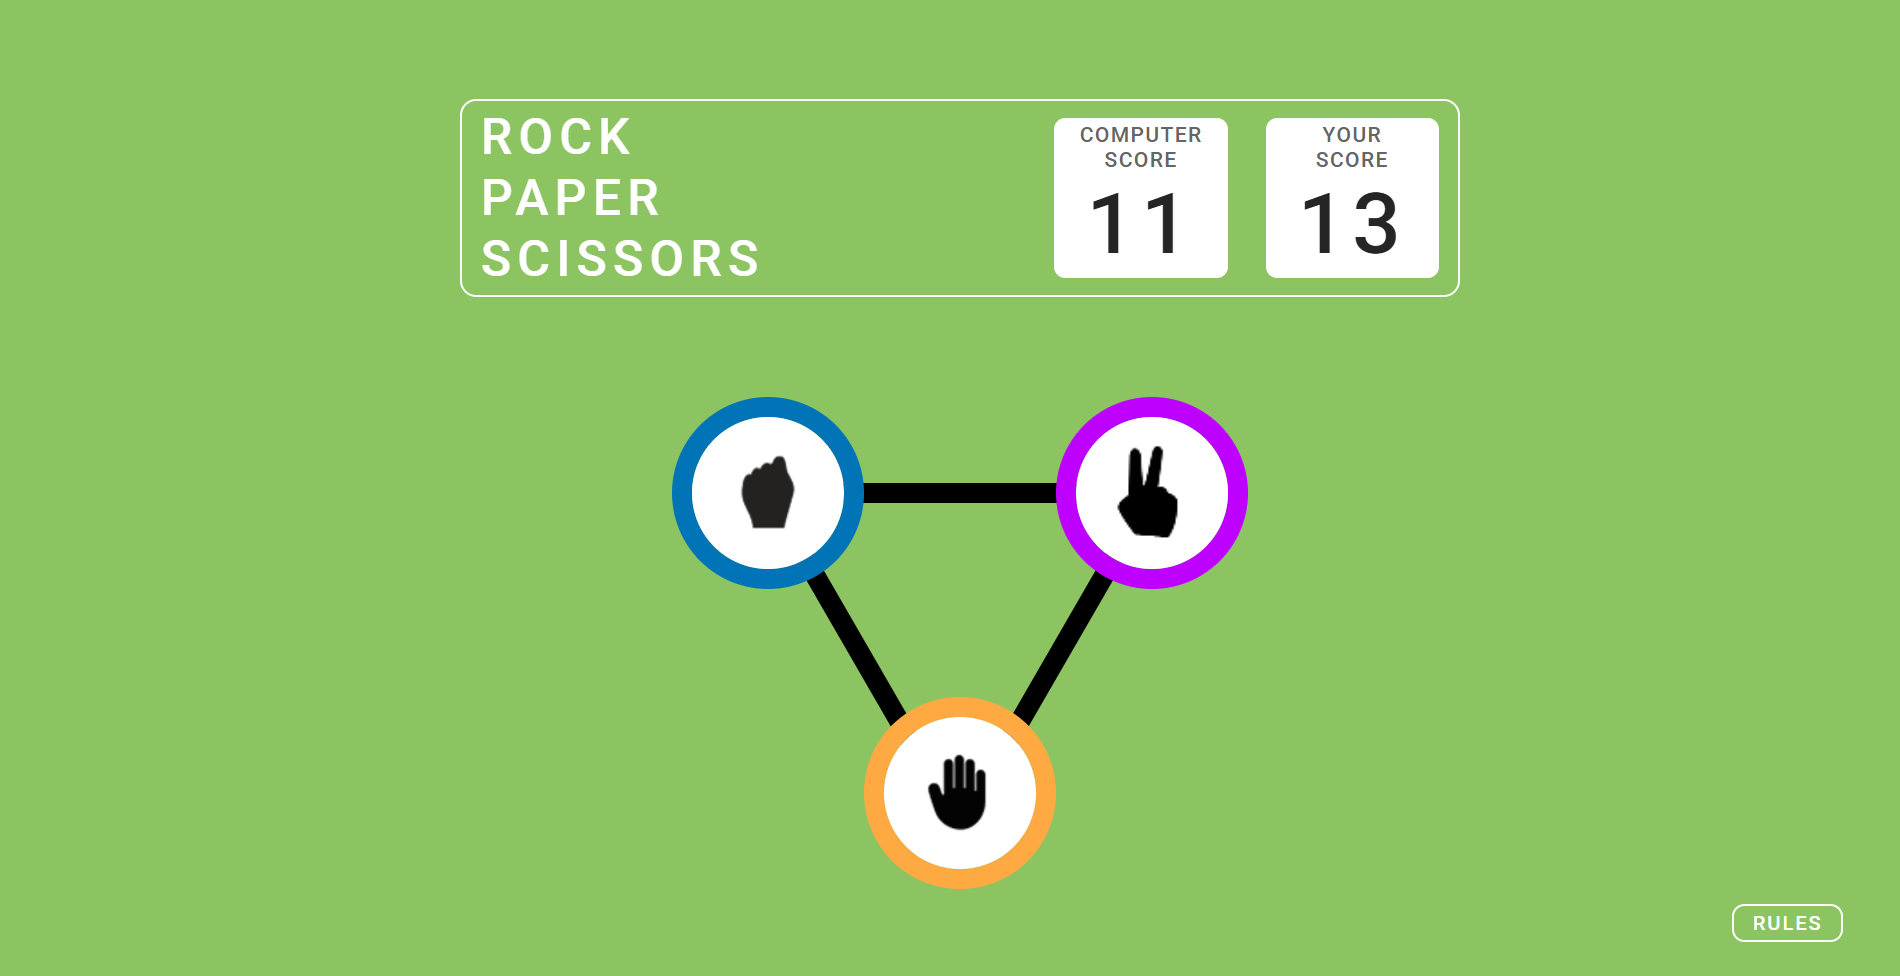 ROCK
PAPER
SCISSORS
COMPUTER
SCORE
11
YOUR
SCORE
13
RULES